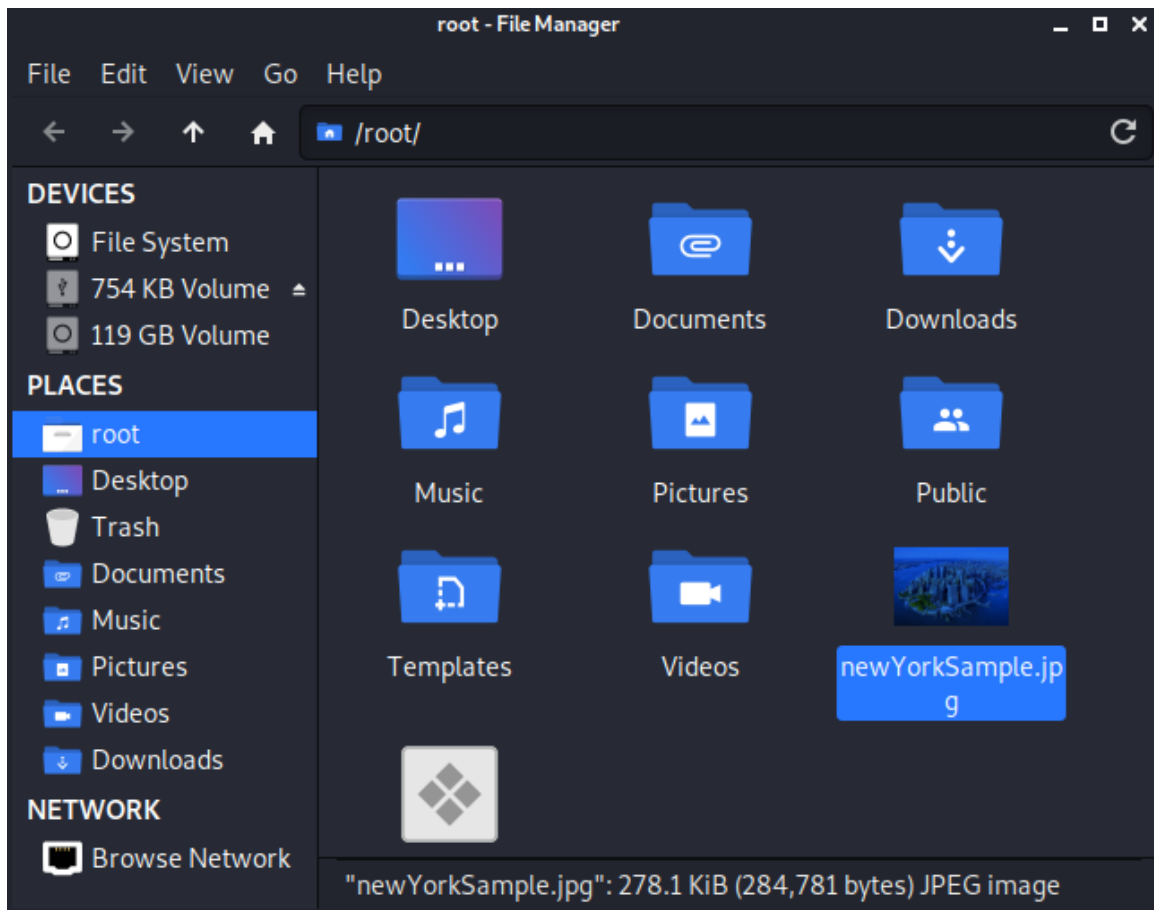 root - File Manager
File Edit View Go Help
/root/
DEVICES
File System
754 KB Volume
119 GB Volume
PLACES
root
Desktop
Trash
Documents
Music
Pictures
Videos
Downloads
NETWORK
Browse Network
Desktop
Documents
Downloads
Music
Pictures
Public
Templates
Videos
newYorkSample.jp
g
"newYorkSample.jpg": 278.1 KiB (284,781 bytes) JPEG image